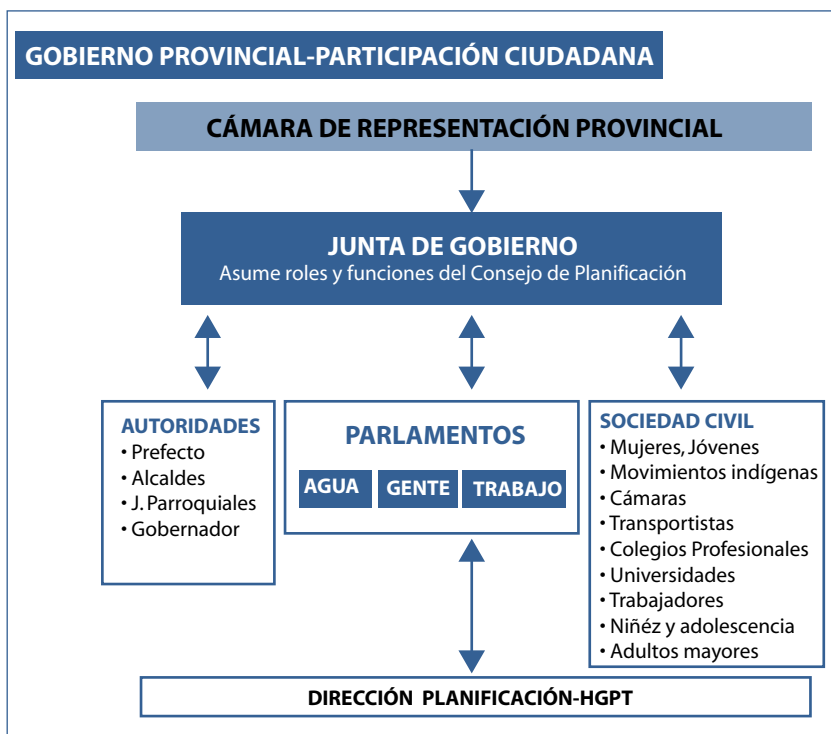 GOBIERNO PROVINCIAL-PARTICIPACIÓN CIUDADANA
CÁMARA DE REPRESENTACIÓN PROVINCIAL
JUNTA DE GOBIERNO
Asume roles y funciones del Consejo de Planificación
AUTORIDADES
• Prefecto
• Alcaldes
• J. Parroquiales
• Gobernador
PARLAMENTOS
AGUA
GENTE
TRABAJO
SOCIEDAD CIVIL
• Mujeres, Jóvenes
• Movimientos indígenas
• Cámaras
• Transportistas
• Colegios Profesionales
• Universidades
• Trabajadores
• Niñéz y adolescencia
• Adultos mayores
DIRECCIÓN PLANIFICACIÓN-HGPT